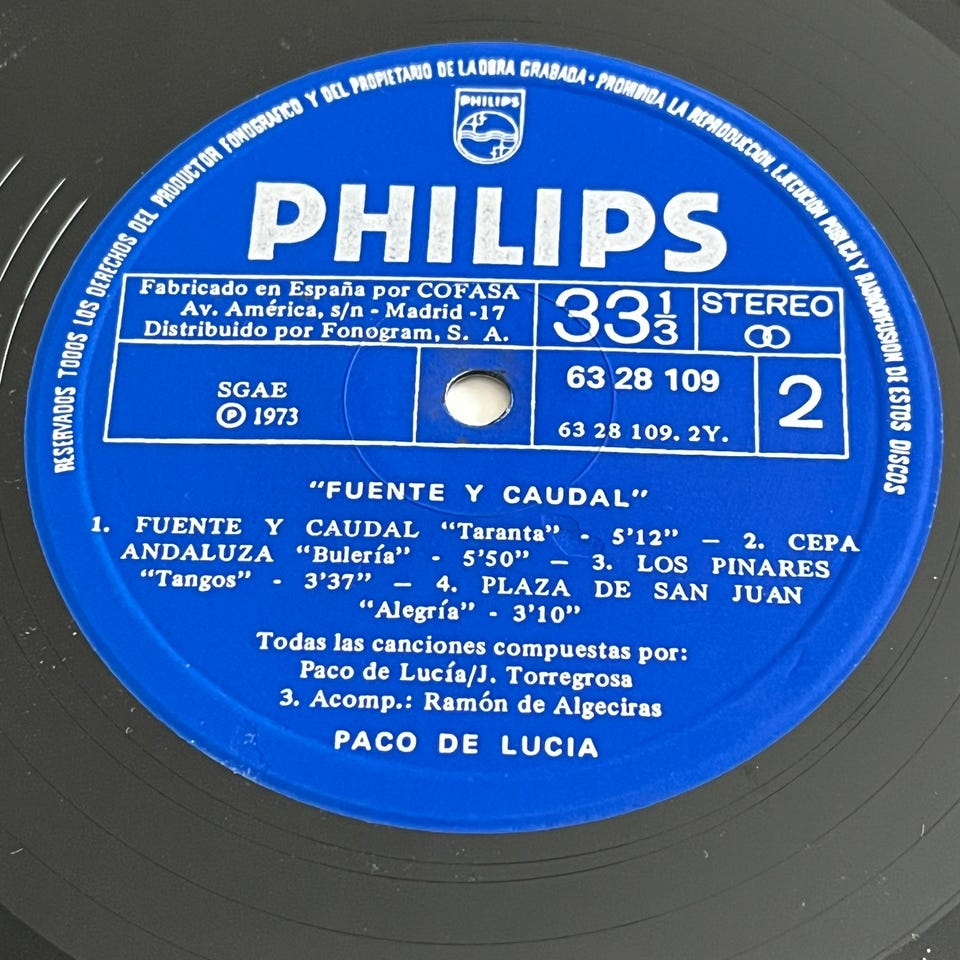 RESERVADOS TODOS LOS DERECHOS DEL PRODUCTOR FONOGRAFICO Y DEL PROPIETARIO DE LA OBRA GRABADA · PROHIBIDA LA REPRODUCCION, EJECUCION PUBLICA Y RADIODIFUSION DE ESTOS DISCOS
PHILIPS
PHILIPS
Fabricado en España por COFASA
Av. América, s/n - Madrid -17
Distribuido por Fonogram, S. A.
33 1/3
STEREO
SGAE
℗ 1973
63 28 109
63 28 109. 2Y.
2
"FUENTE Y CAUDAL"
1. FUENTE Y CAUDAL "Taranta" - 5'12" — 2. CEPA
ANDALUZA "Bulería" - 5'50" — 3. LOS PINARES
"Tangos" - 3'37" — 4. PLAZA DE SAN JUAN
"Alegría" - 3'10"
Todas las canciones compuestas por:
Paco de Lucía/J. Torregrosa
3. Acomp.: Ramón de Algeciras
PACO DE LUCIA